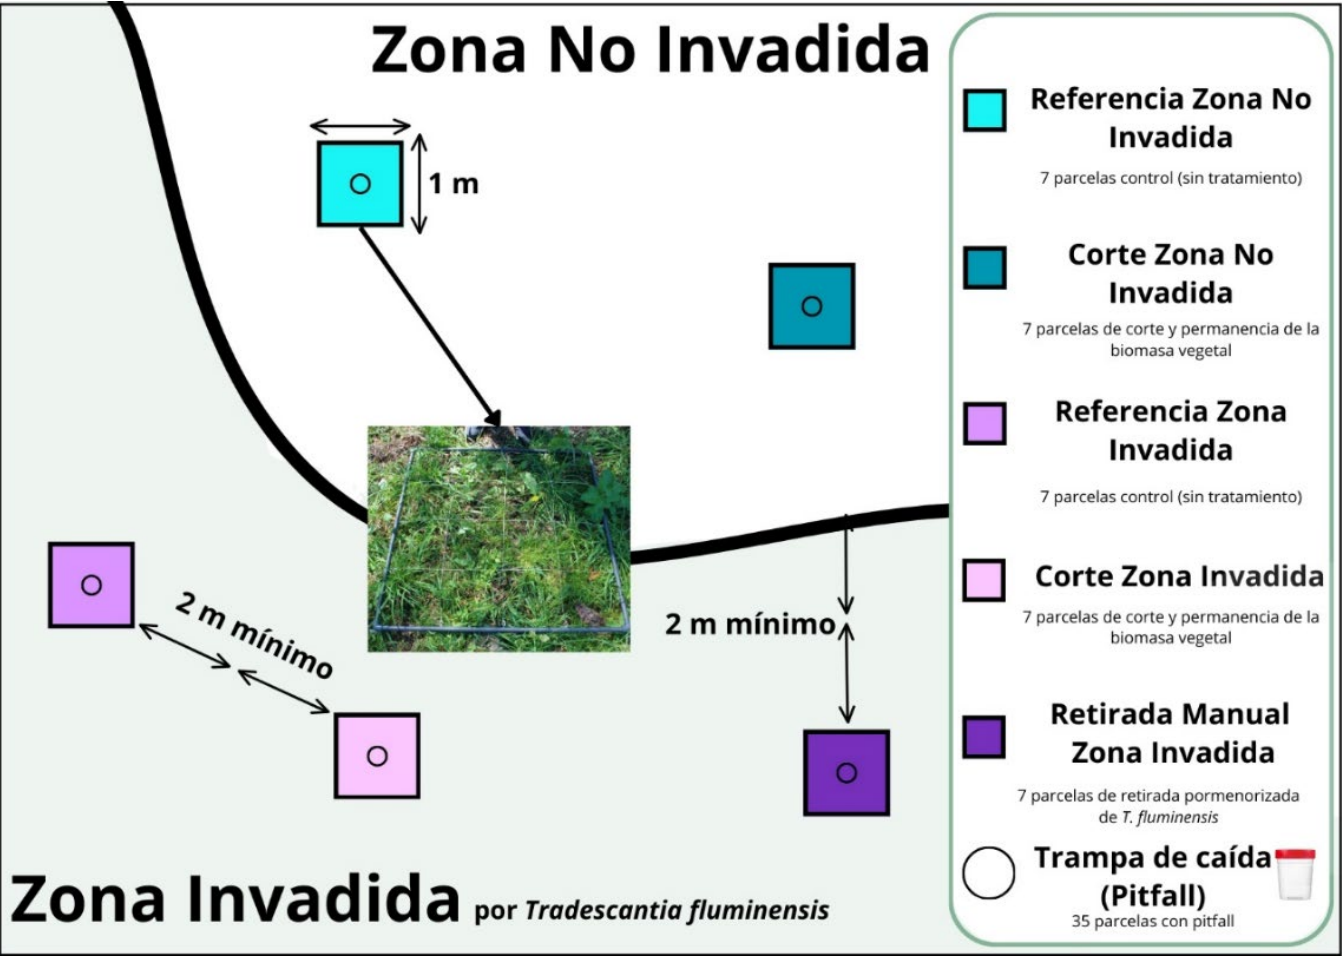 Zona No Invadida
1 m
2 m mínimo
2 m mínimo
Zona Invadida por Tradescantia fluminensis
Referencia Zona No
Invadida
7 parcelas control (sin tratamiento)
Corte Zona No
Invadida
7 parcelas de corte y permanencia de la
biomasa vegetal
Referencia Zona
Invadida
7 parcelas control (sin tratamiento)
Corte Zona Invadida
7 parcelas de corte y permanencia de la
biomasa vegetal
Retirada Manual
Zona Invadida
7 parcelas de retirada pormenorizada
de T. fluminensis
Trampa de caída
(Pitfall)
35 parcelas con pitfall